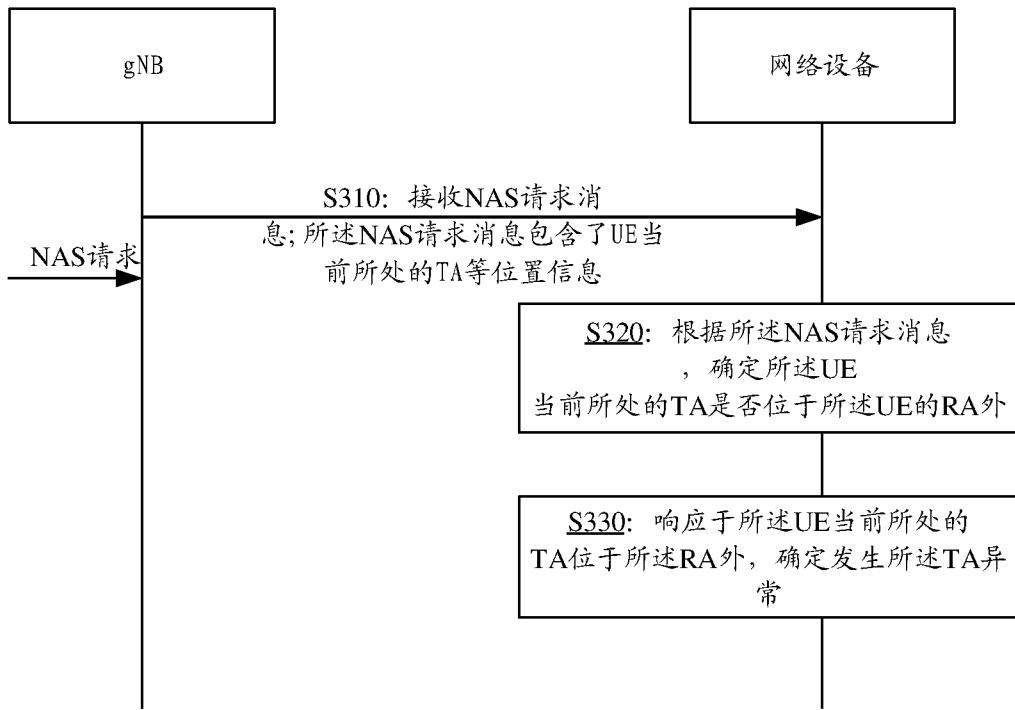 gNB
网络设备
S310：接收NAS请求消
息；所述NAS请求消息包含了UE当
前所处的TA等位置信息
NAS请求
S320：根据所述NAS请求消息
，确定所述UE
当前所处的TA是否位于所述UE的RA外
S330：响应于所述UE当前所处的
TA位于所述RA外，确定发生所述TA异
常